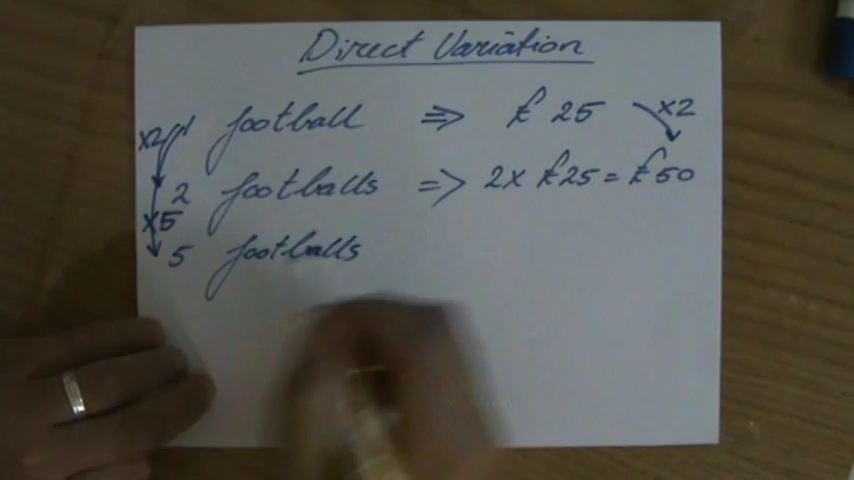 Direct Variation
x2 1 football => £ 25 x2
2 footballs => 2x £25 = £50
x5
5 footballs